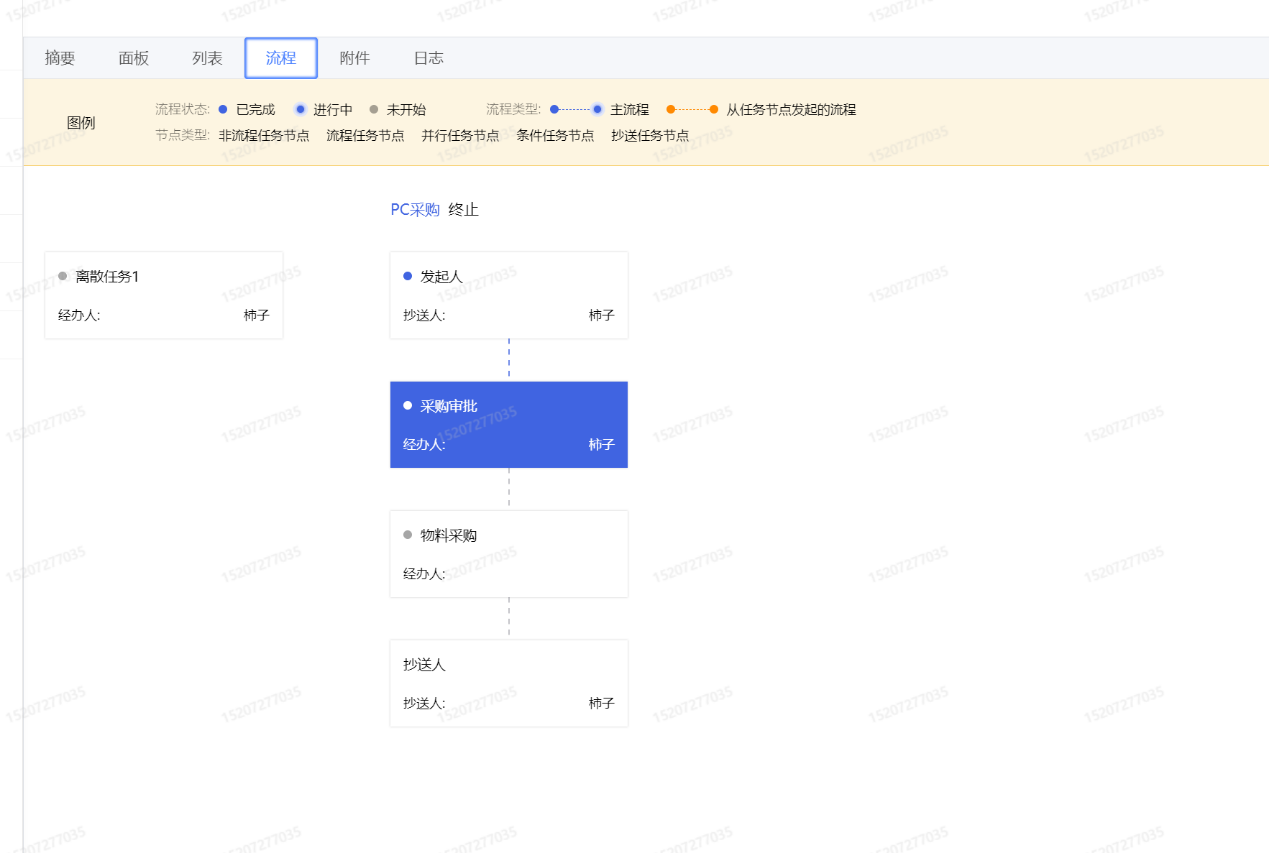 摘要 面板 列表 流程 附件 日志
图例
流程状态: 已完成 进行中 未开始 流程类型: 主流程 从任务节点发起的流程
节点类型: 非流程任务节点 流程任务节点 并行任务节点 条件任务节点 抄送任务节点
PC采购 终止
离散任务1
经办人: 柿子
发起人
抄送人: 柿子
采购审批
经办人: 柿子
物料采购
经办人:
抄送人
抄送人: 柿子
15207277035